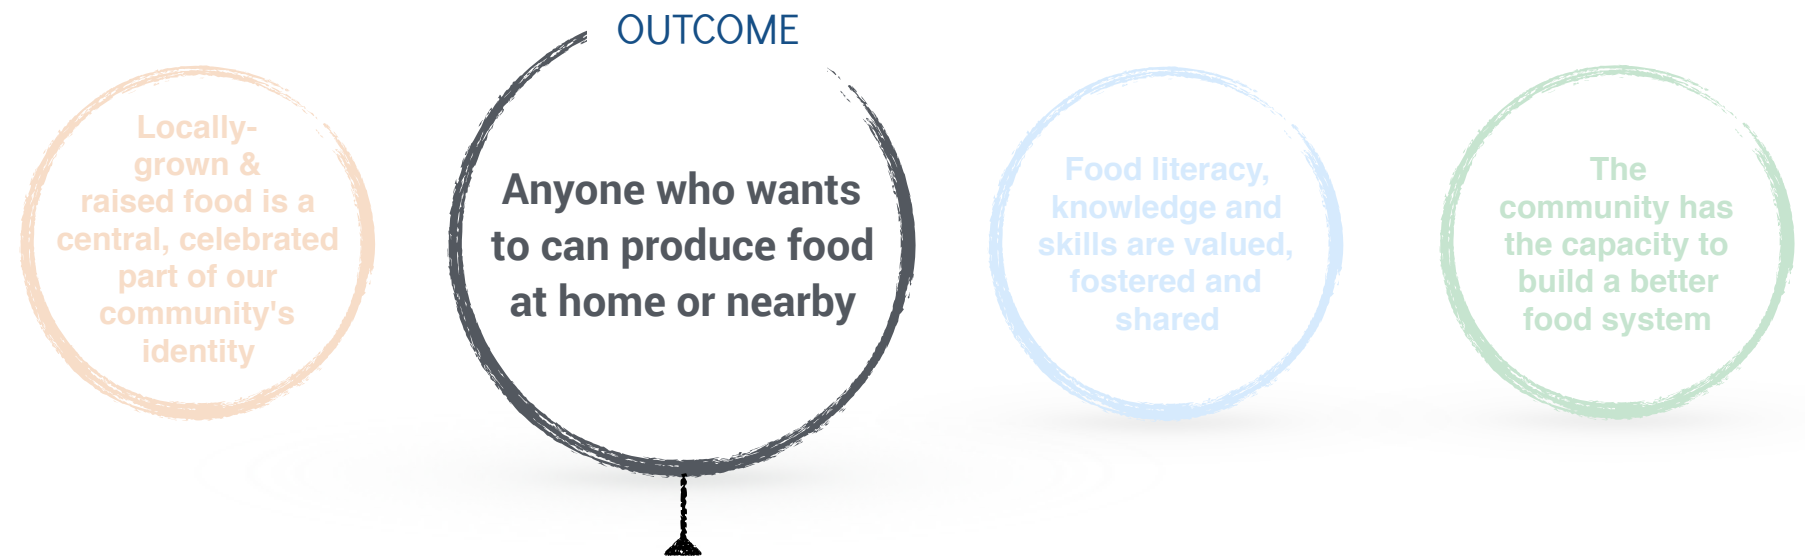 OUTCOME
Locally-
grown &
raised food is a
central, celebrated
part of our
community's
identity
Anyone who wants
to can produce food
at home or nearby
Food literacy,
knowledge and
skills are valued,
fostered and
shared
The
community has
the capacity to
build a better
food system